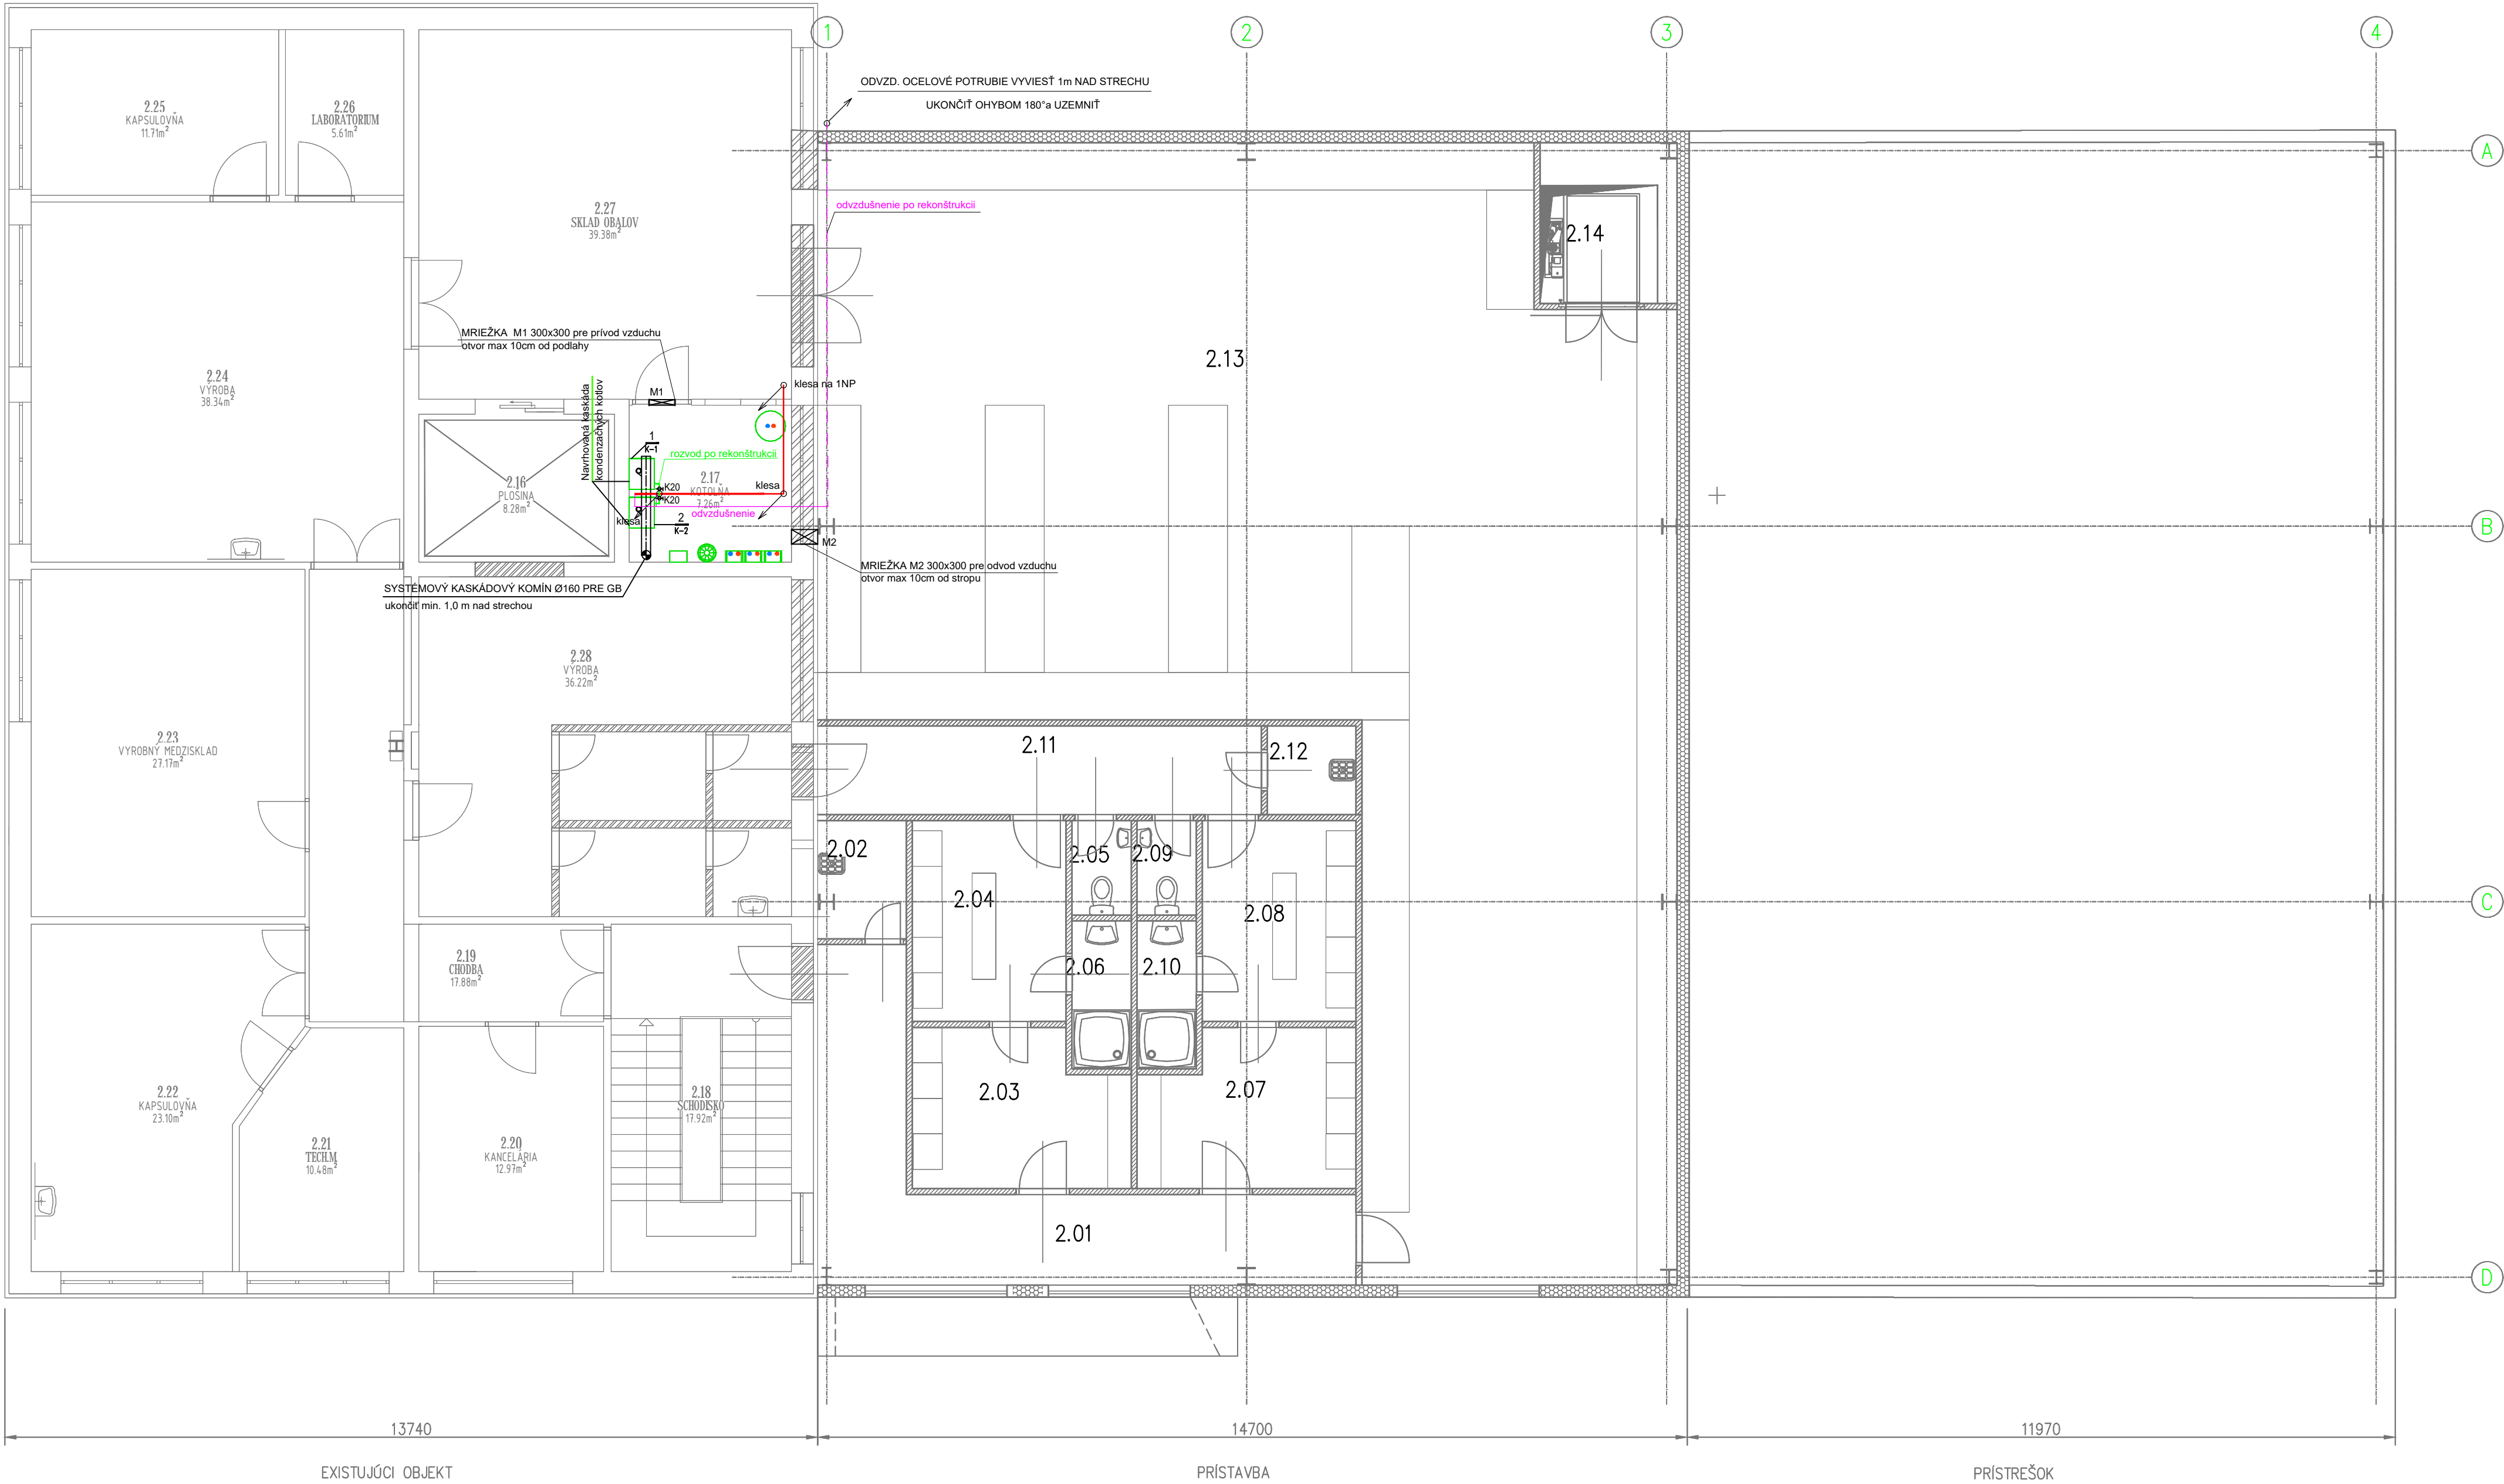 1
2
3
4
ODVZD. OCELOVÉ POTRUBIE VYVIESŤ 1m NAD STRECHU
UKONČIŤ OHYBOM 180°a UZEMNIŤ
2.25
KAPSULOVŇA
11.71m²
2.26
LABORATORIUM
5.61m²
A
odvzdušnenie po rekonštrukcii
2.27
SKLAD OBALOV
39.38m²
2.14
MRIEŽKA M1 300x300 pre prívod vzduchu
otvor max 10cm od podlahy
2.13
2.24
VÝROBA
38.34m²
M1
klesa na 1NP
Navrhovaná kaskáda
kondenzačných kotlov
1
K-1
rozvod po rekonštrukcii
2.16
PLOSINA
8.28m²
2.17
KOTOLŇA
7.26m²
K20
K20
klesa
klesa
odvzdušnenie
2
K-2
B
M2
MRIEŽKA M2 300x300 pre odvod vzduchu
otvor max 10cm od stropu
SYSTÉMOVÝ KASKÁDOVÝ KOMÍN Ø160 PRE GB
ukončiť min. 1,0 m nad strechou
2.28
VÝROBA
36.22m²
2.23
VYROBNÝ MEDZISKLAD
27.17m²
2.11
2.12
2.02
2.05
2.09
2.04
2.08
C
2.19
CHODBA
17.88m²
2.06
2.10
2.22
KAPSULOVŇA
23.10m²
2.18
SCHODISKO
17.92m²
2.03
2.07
2.21
TECH.M
10.48m²
2.20
KANCELÁRIA
12.97m²
2.01
D
13740
14700
11970
EXISTUJÚCI OBJEKT
PRÍSTAVBA
PRÍSTREŠOK